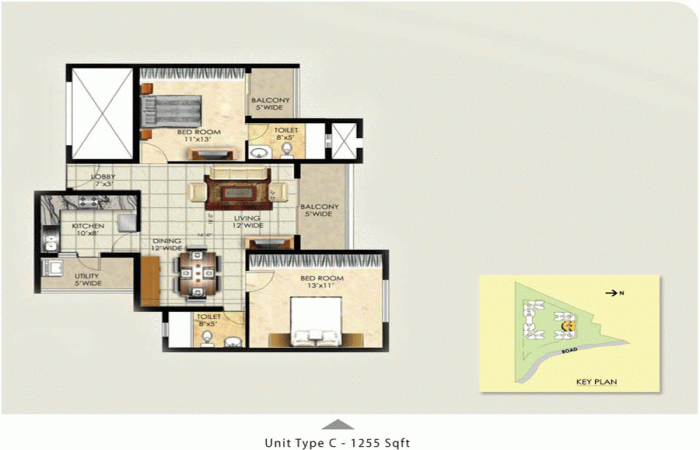 BALCONY
5"WIDE
BED ROOM
11"X13"
TOILET
8"X5"
LOBBY
7"X3"
BALCONY
5"WIDE
LIVING
12"WIDE
KITCHEN
10"X8"
DINING
12"WIDE
UTILITY
5"WIDE
BED ROOM
13"X11"
TOILET
8"X5"
N
ROAD
KEY PLAN
Unit Type C - 1255 Sqft